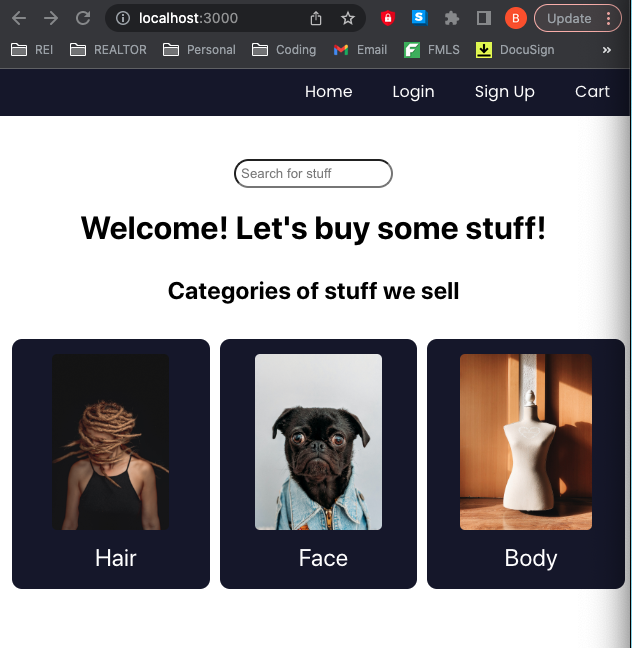 localhost:3000
B
Update
REI
REALTOR
Personal
Coding
Email
FMLS
DocuSign
»
Home
Login
Sign Up
Cart
Search for stuff
Welcome! Let's buy some stuff!
Categories of stuff we sell
Hair
Face
Body